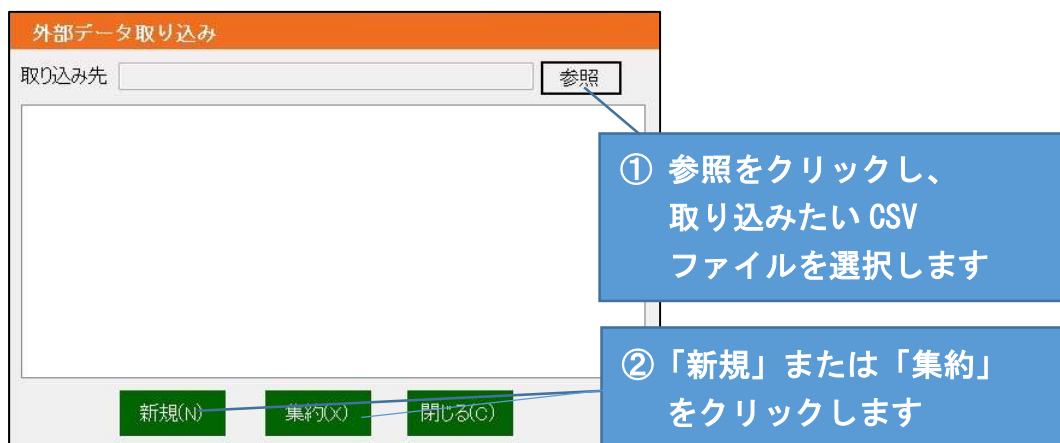 外部データ取り込み
取り込み先
参照
① 参照をクリックし、
取り込みたい CSV
ファイルを選択します
②「新規」または「集約」
をクリックします
新規(N)
集約(X)
閉じる(C)